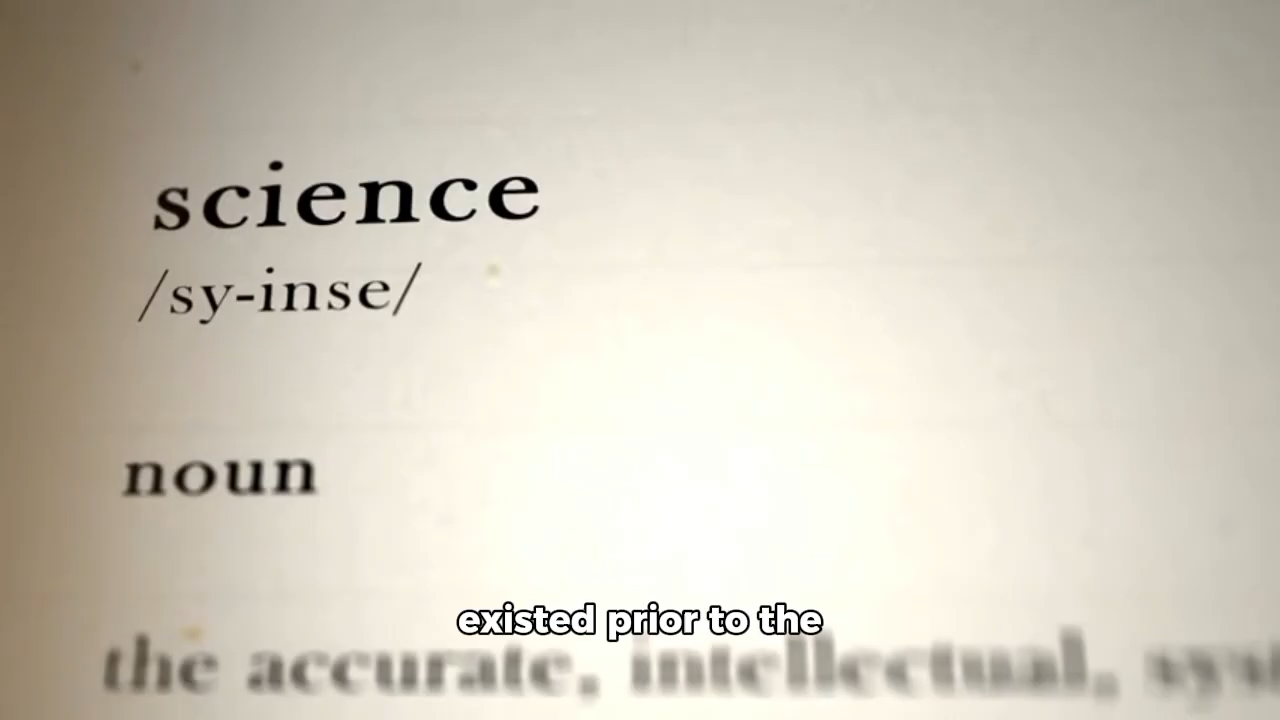 science
/sy-inse/
noun
existed prior to the
the accurate, intellectual,